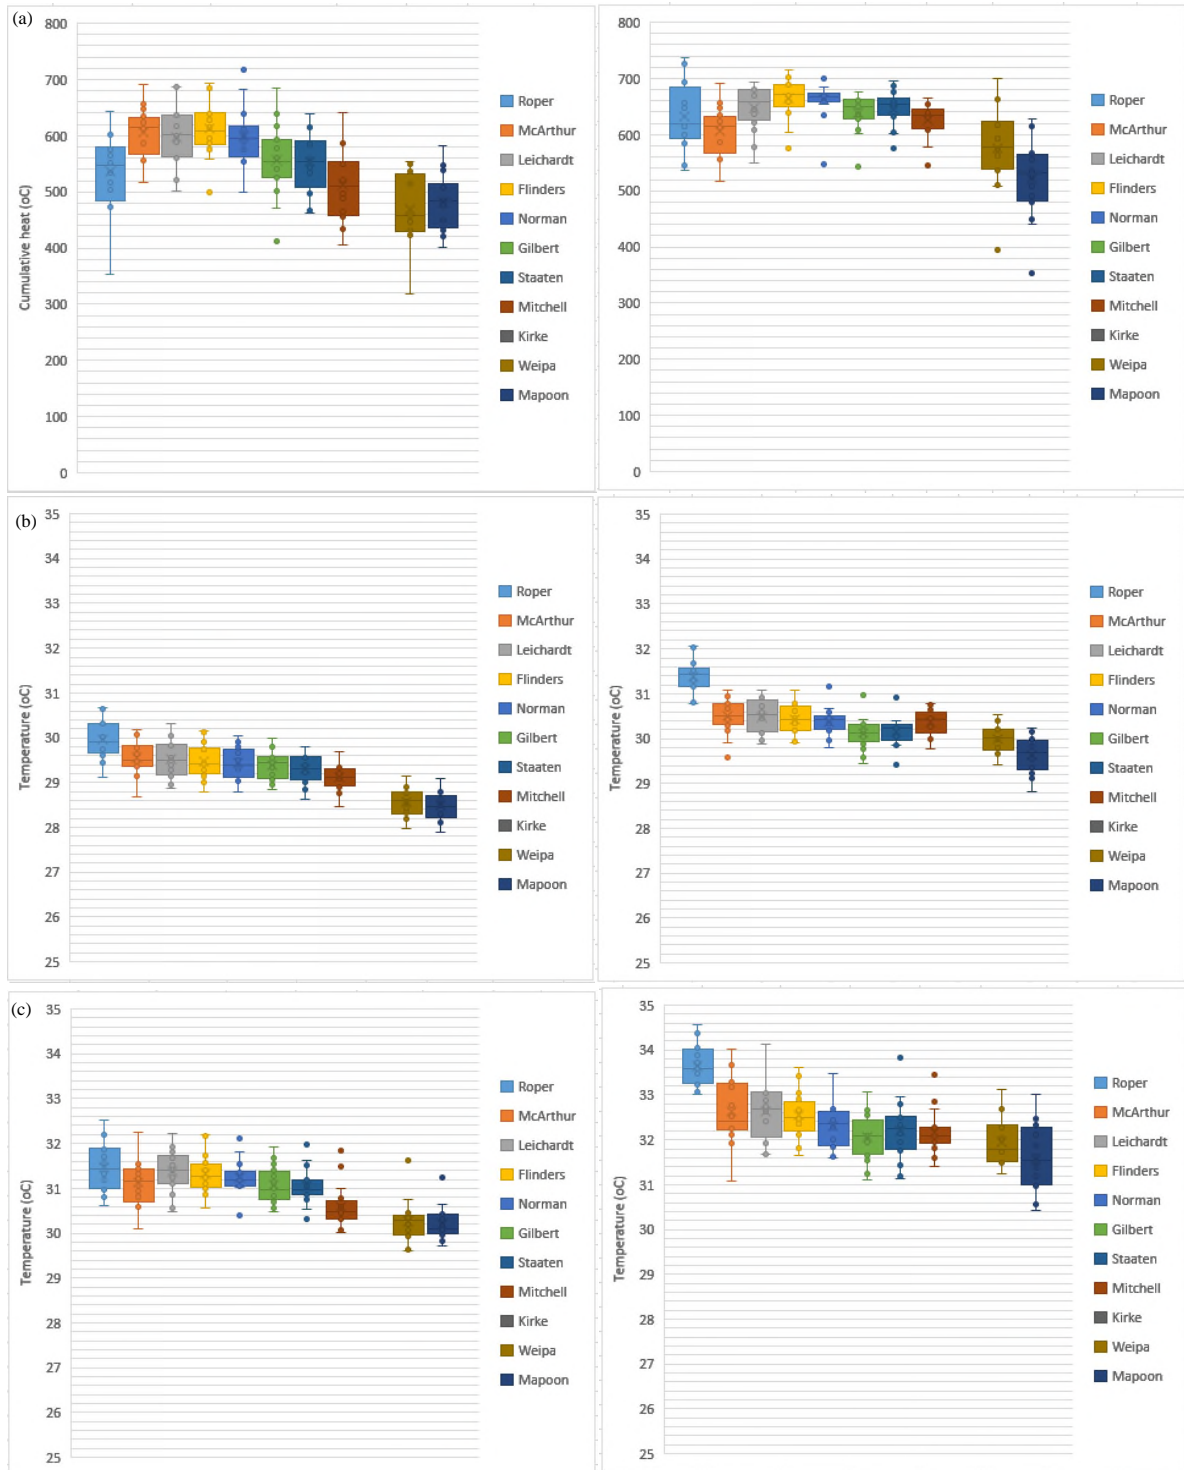 (a)
800
700
600
500
400
300
200
100
0
Cumulative heat (oC)
Roper
McArthur
Leichardt
Flinders
Norman
Gilbert
Staaten
Mitchell
Kirke
Weipa
Mapoon
800
700
600
500
400
300
200
100
0
Roper
McArthur
Leichardt
Flinders
Norman
Gilbert
Staaten
Mitchell
Kirke
Weipa
Mapoon
(b)
35
34
33
32
31
30
29
28
27
26
25
Temperature (oC)
Roper
McArthur
Leichardt
Flinders
Norman
Gilbert
Staaten
Mitchell
Kirke
Weipa
Mapoon
35
34
33
32
31
30
29
28
27
26
25
Temperature (oC)
Roper
McArthur
Leichardt
Flinders
Norman
Gilbert
Staaten
Mitchell
Kirke
Weipa
Mapoon
(c)
35
34
33
32
31
30
29
28
27
26
25
Temperature (oC)
Roper
McArthur
Leichardt
Flinders
Norman
Gilbert
Staaten
Mitchell
Kirke
Weipa
Mapoon
35
34
33
32
31
30
29
28
27
26
25
Temperature (oC)
Roper
McArthur
Leichardt
Flinders
Norman
Gilbert
Staaten
Mitchell
Kirke
Weipa
Mapoon